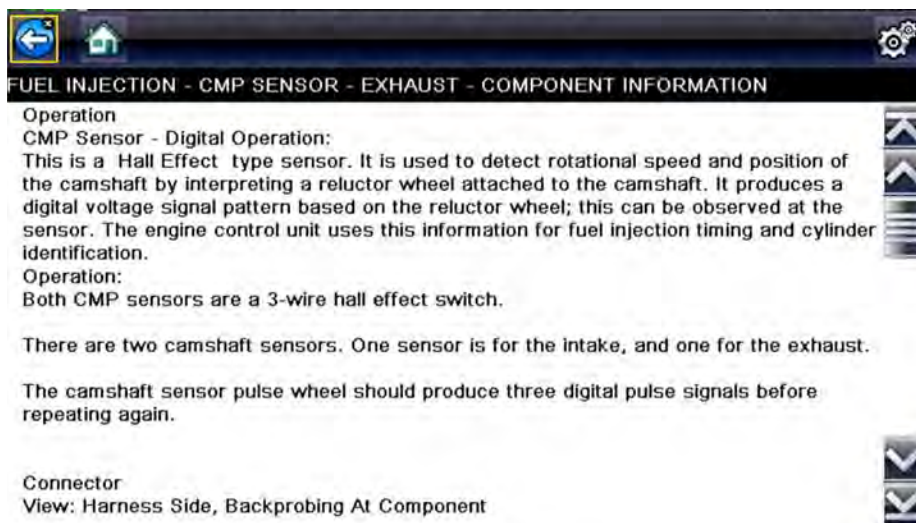 FUEL INJECTION - CMP SENSOR - EXHAUST - COMPONENT INFORMATION
Operation
CMP Sensor - Digital Operation:
This is a Hall Effect type sensor. It is used to detect rotational speed and position of
the camshaft by interpreting a reluctor wheel attached to the camshaft. It produces a
digital voltage signal pattern based on the reluctor wheel; this can be observed at the
sensor. The engine control unit uses this information for fuel injection timing and cylinder
identification.
Operation:
Both CMP sensors are a 3-wire hall effect switch.
There are two camshaft sensors. One sensor is for the intake, and one for the exhaust.
The camshaft sensor pulse wheel should produce three digital pulse signals before
repeating again.
Connector
View: Harness Side, Backprobing At Component